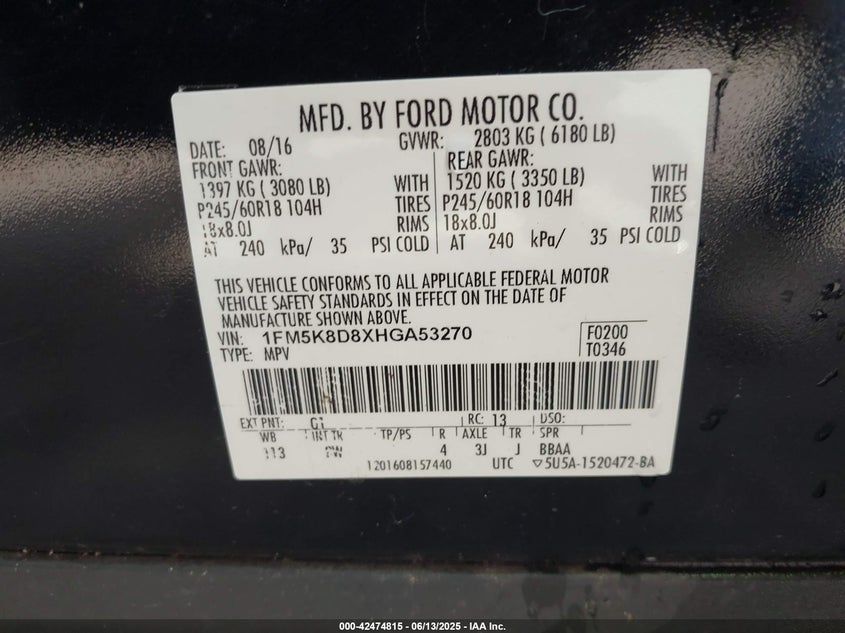 MFD. BY FORD MOTOR CO.
DATE: 08/16 GVWR: 2803 KG ( 6180 LB)
FRONT GAWR: REAR GAWR:
1397 KG ( 3080 LB) WITH 1520 KG ( 3350 LB) WITH
P245/60R18 104H TIRES P245/60R18 104H TIRES
18x8.0J RIMS 18x8.0J RIMS
AT 240 kPa/ 35 PSI COLD AT 240 kPa/ 35 PSI COLD
THIS VEHICLE CONFORMS TO ALL APPLICABLE FEDERAL MOTOR
VEHICLE SAFETY STANDARDS IN EFFECT ON THE DATE OF
MANUFACTURE SHOWN ABOVE.
VIN: 1FM5K8D8XHGA53270 F0200
TYPE: MPV T0346
EXT PNT: G1 RC: 13 DSO:
WB INT TR TP/PS R AXLE TR SPR
113 PW 4 3J J BBAA
1201608157440 UTC ▽5U5A-1520472-BA
000-42474815 / 06/13/2025 - IAA Inc.